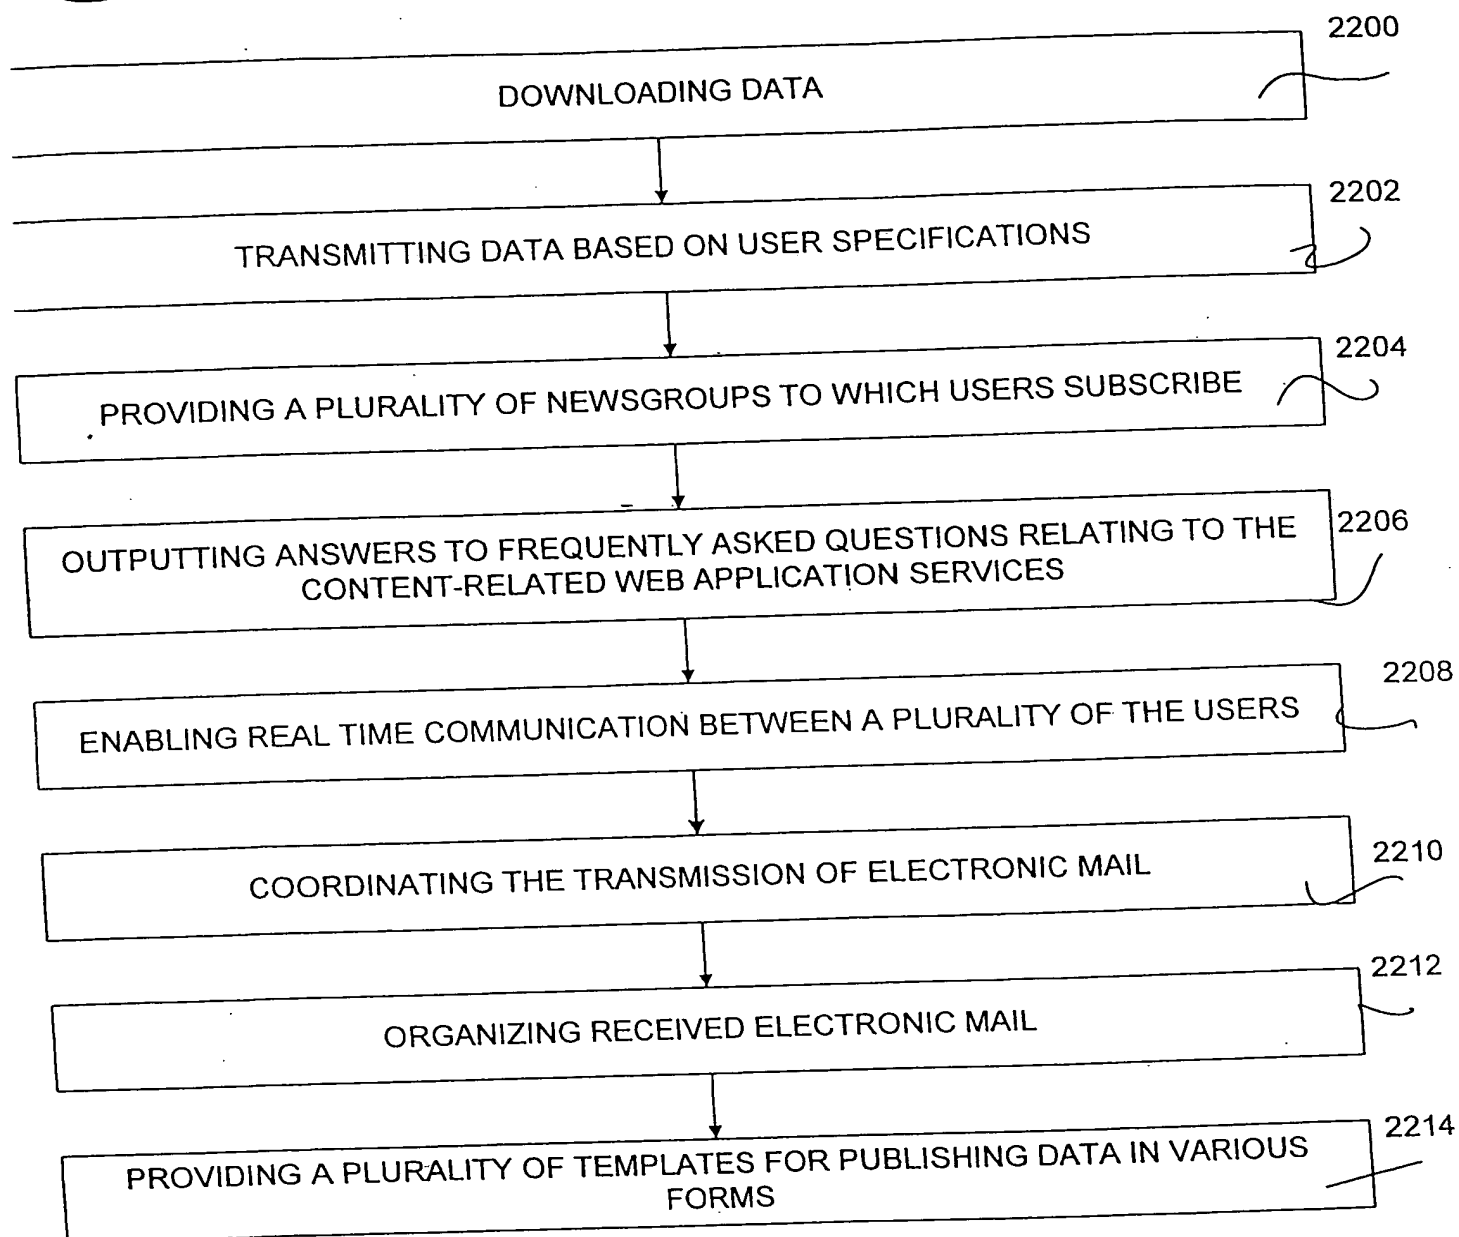 2200
DOWNLOADING DATA
2202
TRANSMITTING DATA BASED ON USER SPECIFICATIONS
2204
PROVIDING A PLURALITY OF NEWSGROUPS TO WHICH USERS SUBSCRIBE
2206
OUTPUTTING ANSWERS TO FREQUENTLY ASKED QUESTIONS RELATING TO THE
CONTENT-RELATED WEB APPLICATION SERVICES
2208
ENABLING REAL TIME COMMUNICATION BETWEEN A PLURALITY OF THE USERS
2210
COORDINATING THE TRANSMISSION OF ELECTRONIC MAIL
2212
ORGANIZING RECEIVED ELECTRONIC MAIL
2214
PROVIDING A PLURALITY OF TEMPLATES FOR PUBLISHING DATA IN VARIOUS
FORMS